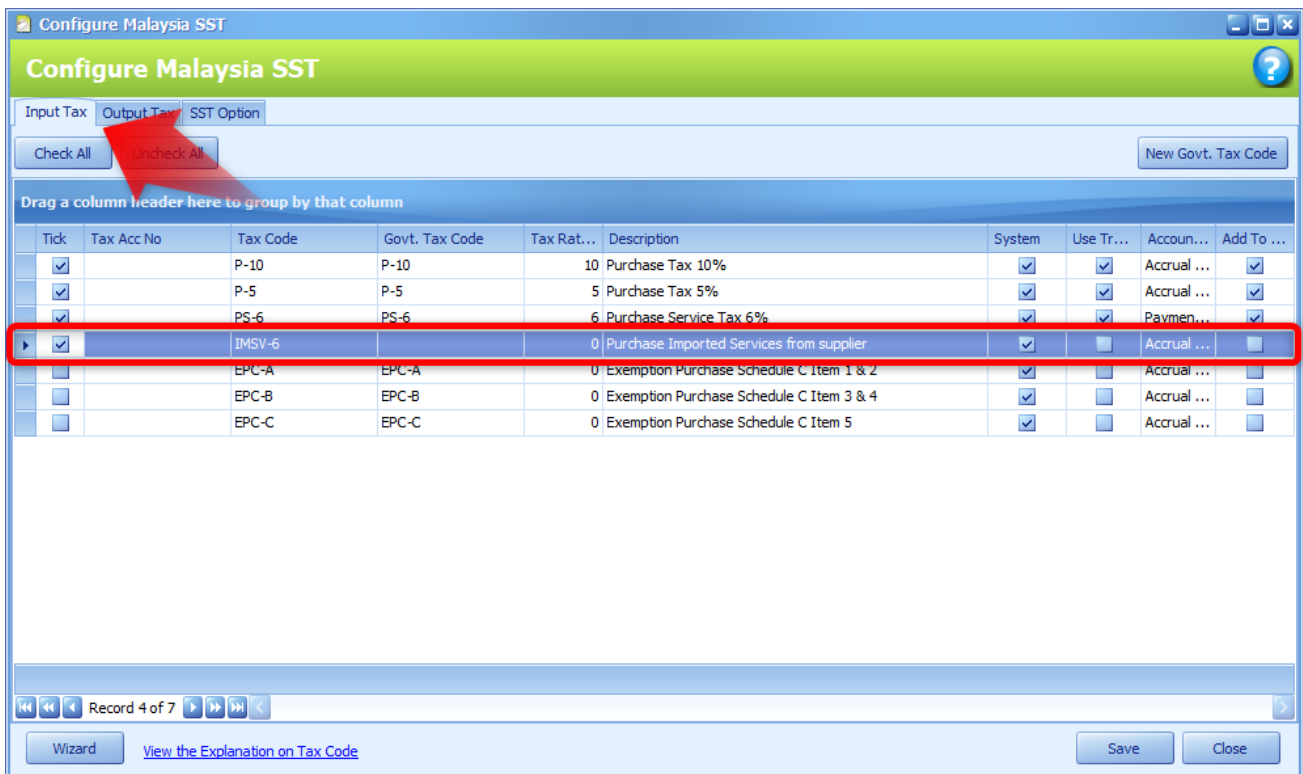 Configure Malaysia SST
Configure Malaysia SST
Input Tax Output Tax SST Option
Check All Uncheck All New Govt. Tax Code
Drag a column header here to group by that column
Tick Tax Acc No Tax Code Govt. Tax Code Tax Rat... Description System Use Tr... Accoun... Add To ...
P-10 P-10 10 Purchase Tax 10% Accrual ...
P-5 P-5 5 Purchase Tax 5% Accrual ...
PS-6 PS-6 6 Purchase Service Tax 6% Paymen...
IMSV-6 0 Purchase Imported Services from supplier Accrual ...
EPC-A EPC-A 0 Exemption Purchase Schedule C Item 1 & 2 Accrual ...
EPC-B EPC-B 0 Exemption Purchase Schedule C Item 3 & 4 Accrual ...
EPC-C EPC-C 0 Exemption Purchase Schedule C Item 5 Accrual ...
Record 4 of 7
Wizard View the Explanation on Tax Code Save Close